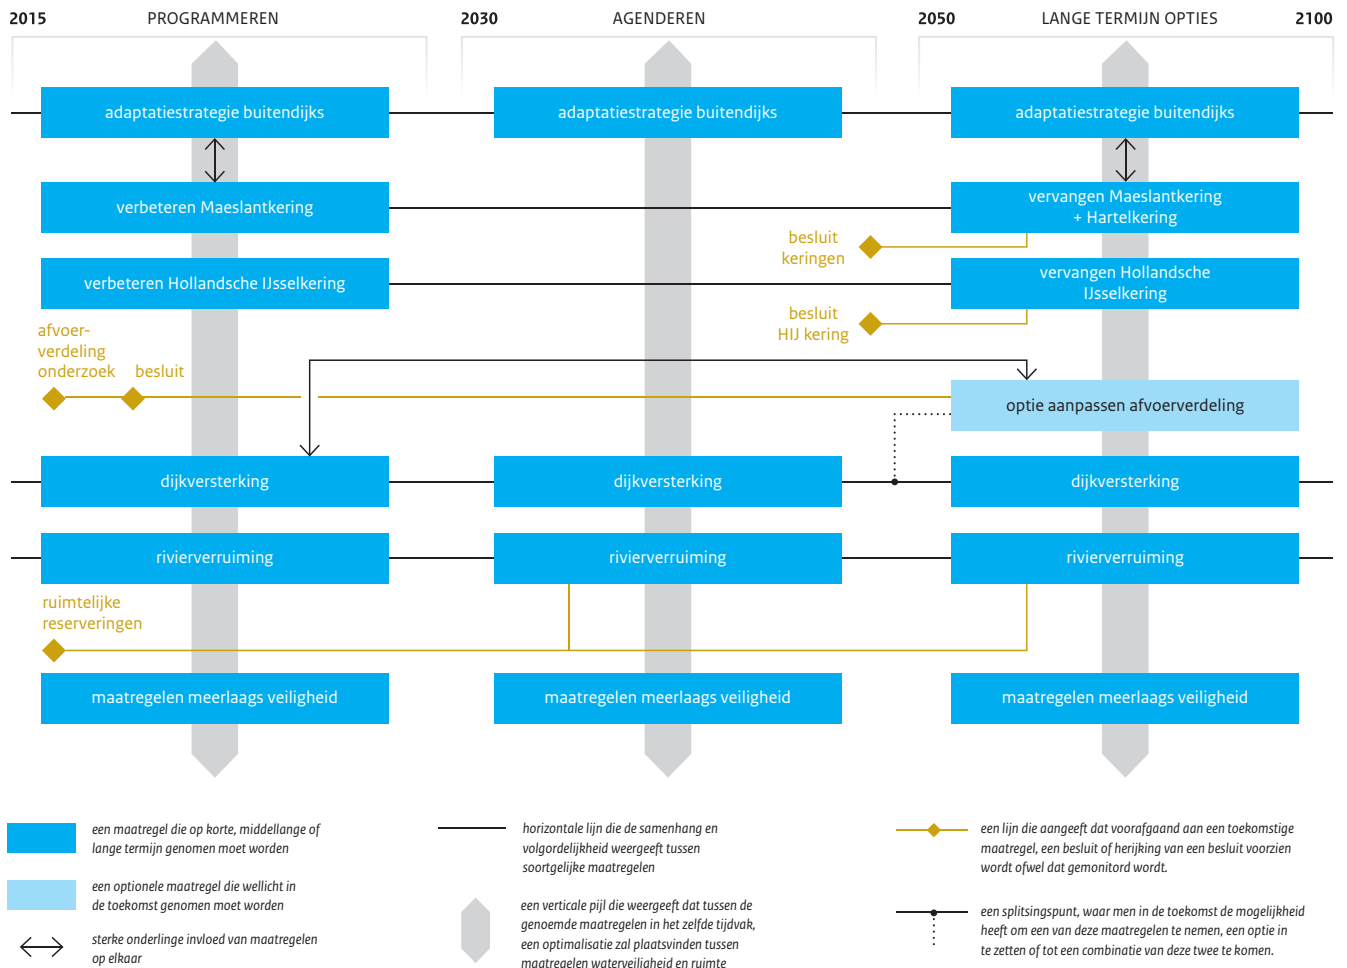 2015 PROGRAMMEREN 2030 AGENDEREN 2050 LANGE TERMIJN OPTIES 2100
adaptatiestrategie buitendijks adaptatiestrategie buitendijks adaptatiestrategie buitendijks
verbeteren Maeslantkering
vervangen Maeslantkering
+ Hartelkering
besluit
keringen
verbeteren Hollandsche IJsselkering
vervangen Hollandsche
IJsselkering
besluit
HIJ kering
afvoer-
verdeling
onderzoek
besluit
optie aanpassen afvoerverdeling
dijkversterking dijkversterking dijkversterking
rivierverruiming rivierverruiming rivierverruiming
ruimtelijke
reserveringen
maatregelen meerlaags veiligheid maatregelen meerlaags veiligheid maatregelen meerlaags veiligheid
een maatregel die op korte, middellange of
lange termijn genomen moet worden
een optionele maatregel die wellicht in
de toekomst genomen moet worden
sterke onderlinge invloed van maatregelen
op elkaar
horizontale lijn die de samenhang en
volgordelijkheid weergeeft tussen
soortgelijke maatregelen
een verticale pijl die weergeeft dat tussen de
genoemde maatregelen in het zelfde tijdvak,
een optimalisatie zal plaatsvinden tussen
maatregelen waterveiligheid en ruimte
een lijn die aangeeft dat voorafgaand aan een toekomstige
maatregel, een besluit of herijking van een besluit voorzien
wordt ofwel dat gemonitord wordt.
een splitsingspunt, waar men in de toekomst de mogelijkheid
heeft om een van deze maatregelen te nemen, een optie in
te zetten of tot een combinatie van deze twee te komen.